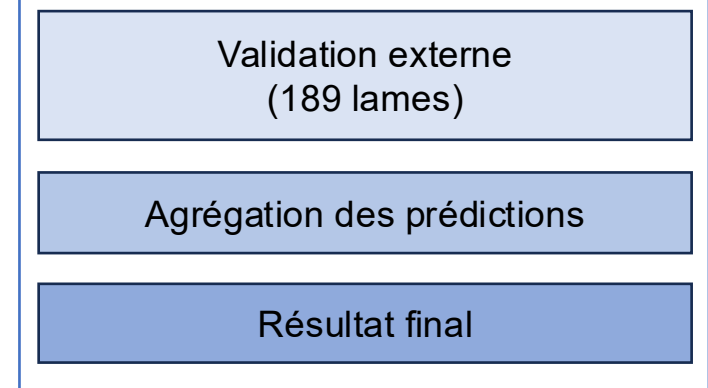 Validation externe
(189 lames)
Agrégation des prédictions
Résultat final